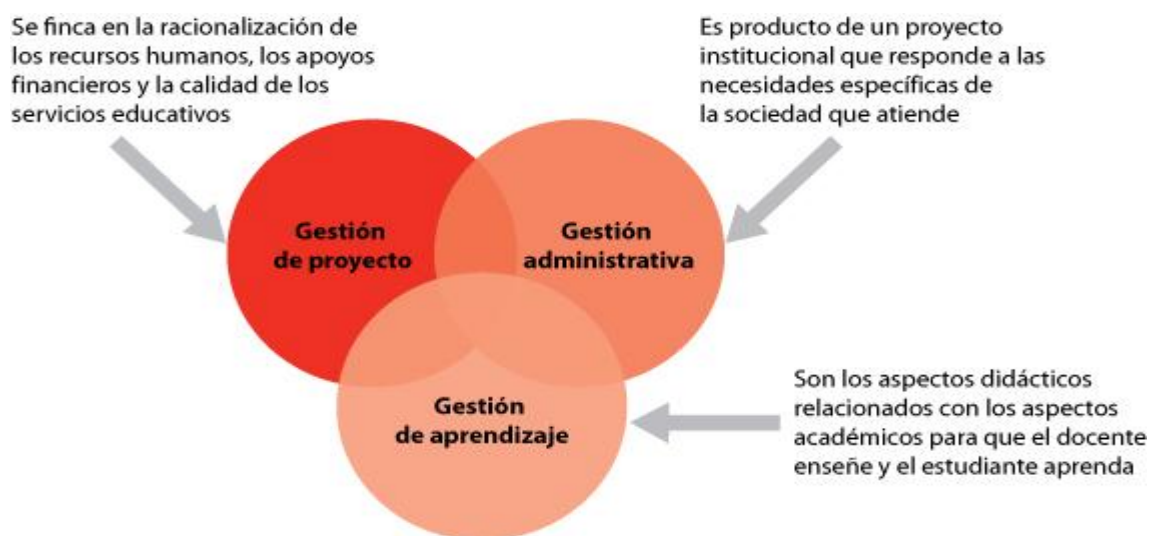 Se finca en la racionalización de
los recursos humanos, los apoyos
financieros y la calidad de los
servicios educativos
Es producto de un proyecto
institucional que responde a las
necesidades específicas de
la sociedad que atiende
Gestión
de proyecto
Gestión
administrativa
Gestión
de aprendizaje
Son los aspectos didácticos
relacionados con los aspectos
académicos para que el docente
enseñe y el estudiante aprenda